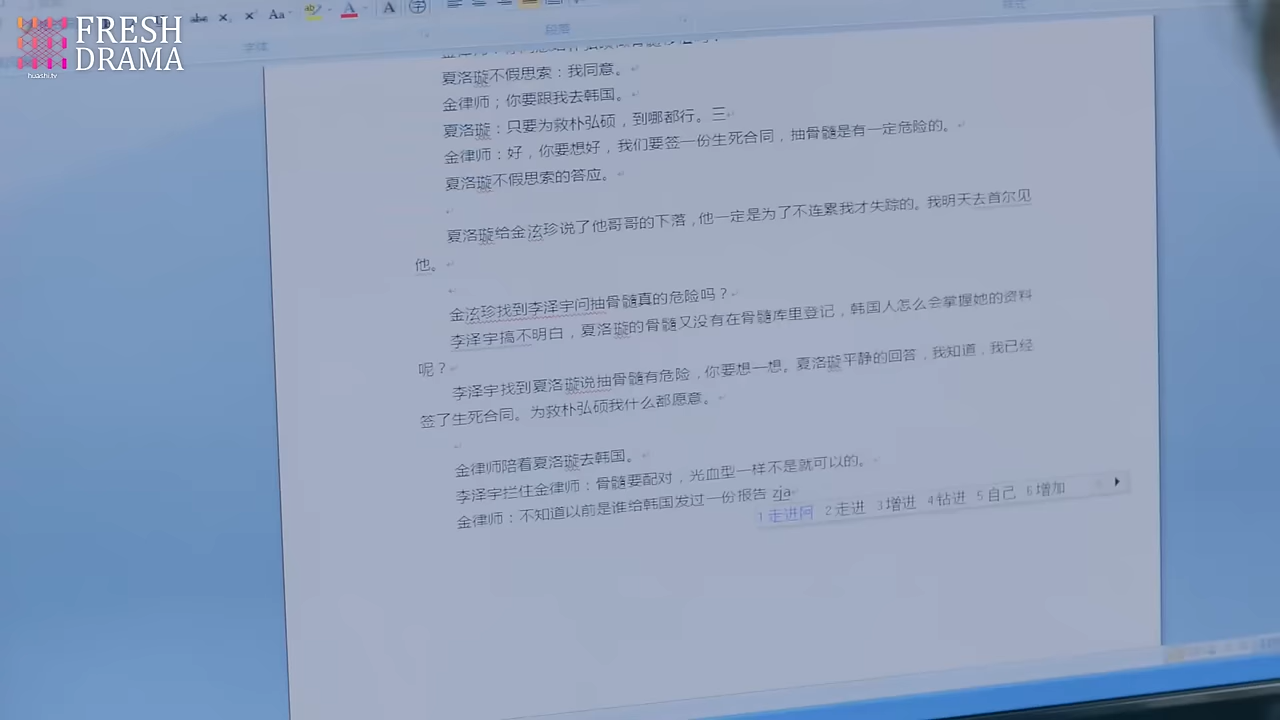 FRESH
DRAMA
huashi.tv
Aa
A
A
字
字体
段落
样式
夏洛璇不假思索：我同意。
金律师；你要跟我去韩国。
夏洛璇：只要为救朴弘硕，到哪都行。三
金律师：好，你要想好，我们要签一份生死合同，抽骨髓是有一定危险的。
夏洛璇不假思索的答应。
夏洛璇给金泫珍说了他哥哥的下落，他一定是为了不连累我才失踪的。我明天去首尔见
他。
金泫珍找到李泽宇问抽骨髓真的危险吗？
李泽宇搞不明白，夏洛璇的骨髓又没有在骨髓库里登记，韩国人怎么会掌握她的资料
呢？
李泽宇找到夏洛璇说抽骨髓有危险，你要想一想。夏洛璇平静的回答，我知道，我已经
签了生死合同。为救朴弘硕我什么都愿意。
金律师陪着夏洛璇去韩国。
李泽宇拦住金律师：骨髓要配对，光血型一样不是就可以的。
金律师：不知道以前是谁给韩国发过一份报告 zja
1走进阿 2走进 3增进 4钻进 5自己 6增加